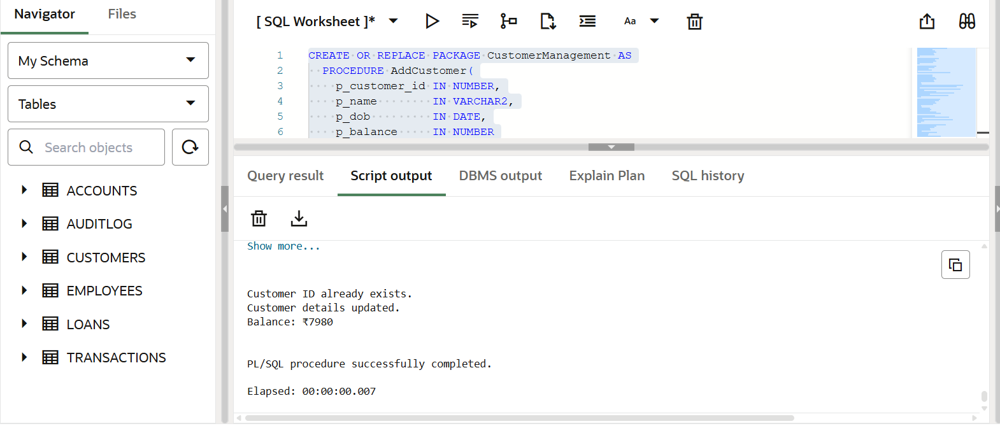 Navigator
Files
My Schema
Tables
Search objects
ACCOUNTS
AUDITLOG
CUSTOMERS
EMPLOYEES
LOANS
TRANSACTIONS
[ SQL Worksheet ]*
Aa
1 CREATE OR REPLACE PACKAGE CustomerManagement AS
2 PROCEDURE AddCustomer(
3 p_customer_id IN NUMBER,
4 p_name IN VARCHAR2,
5 p_dob IN DATE,
6 p_balance IN NUMBER
Query result Script output DBMS output Explain Plan SQL history
Show more...
Customer ID already exists.
Customer details updated.
Balance: ₹7980
PL/SQL procedure successfully completed.
Elapsed: 00:00:00.007